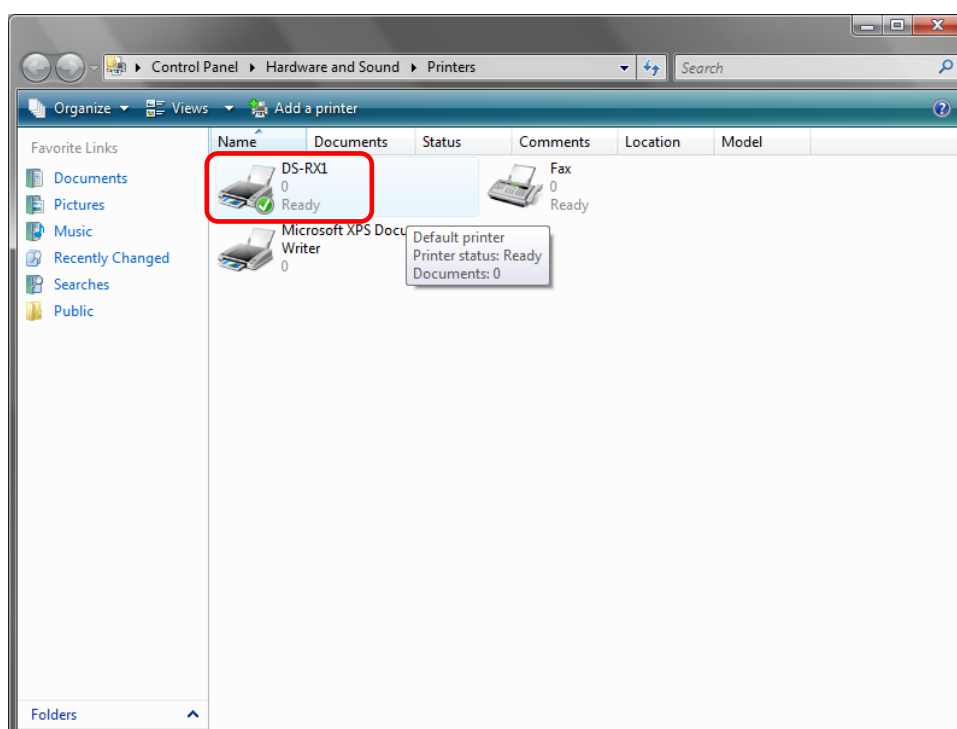 Control Panel Hardware and Sound Printers Search
Organize Views Add a printer
Favorite Links
Documents
Pictures
Music
Recently Changed
Searches
Public
Folders
Name Documents Status Comments Location Model
DS-RX1
0
Ready
Fax
0
Ready
Microsoft XPS Docu
Writer
0
Default printer
Printer status: Ready
Documents: 0